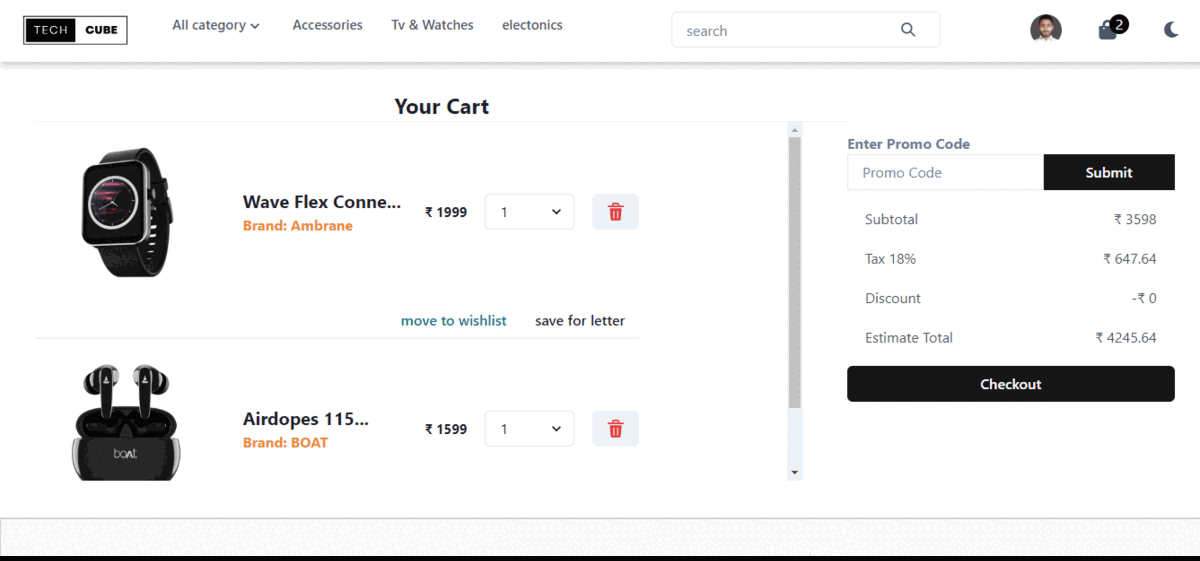 TECH CUBE
All category
Accessories
Tv & Watches
electonics
search
2
Your Cart
Wave Flex Conne...
Brand: Ambrane
₹ 1999
1
move to wishlist
save for letter
boAt
Airdopes 115...
Brand: BOAT
₹ 1599
1
Enter Promo Code
Promo Code
Submit
Subtotal ₹ 3598
Tax 18% ₹ 647.64
Discount -₹ 0
Estimate Total ₹ 4245.64
Checkout